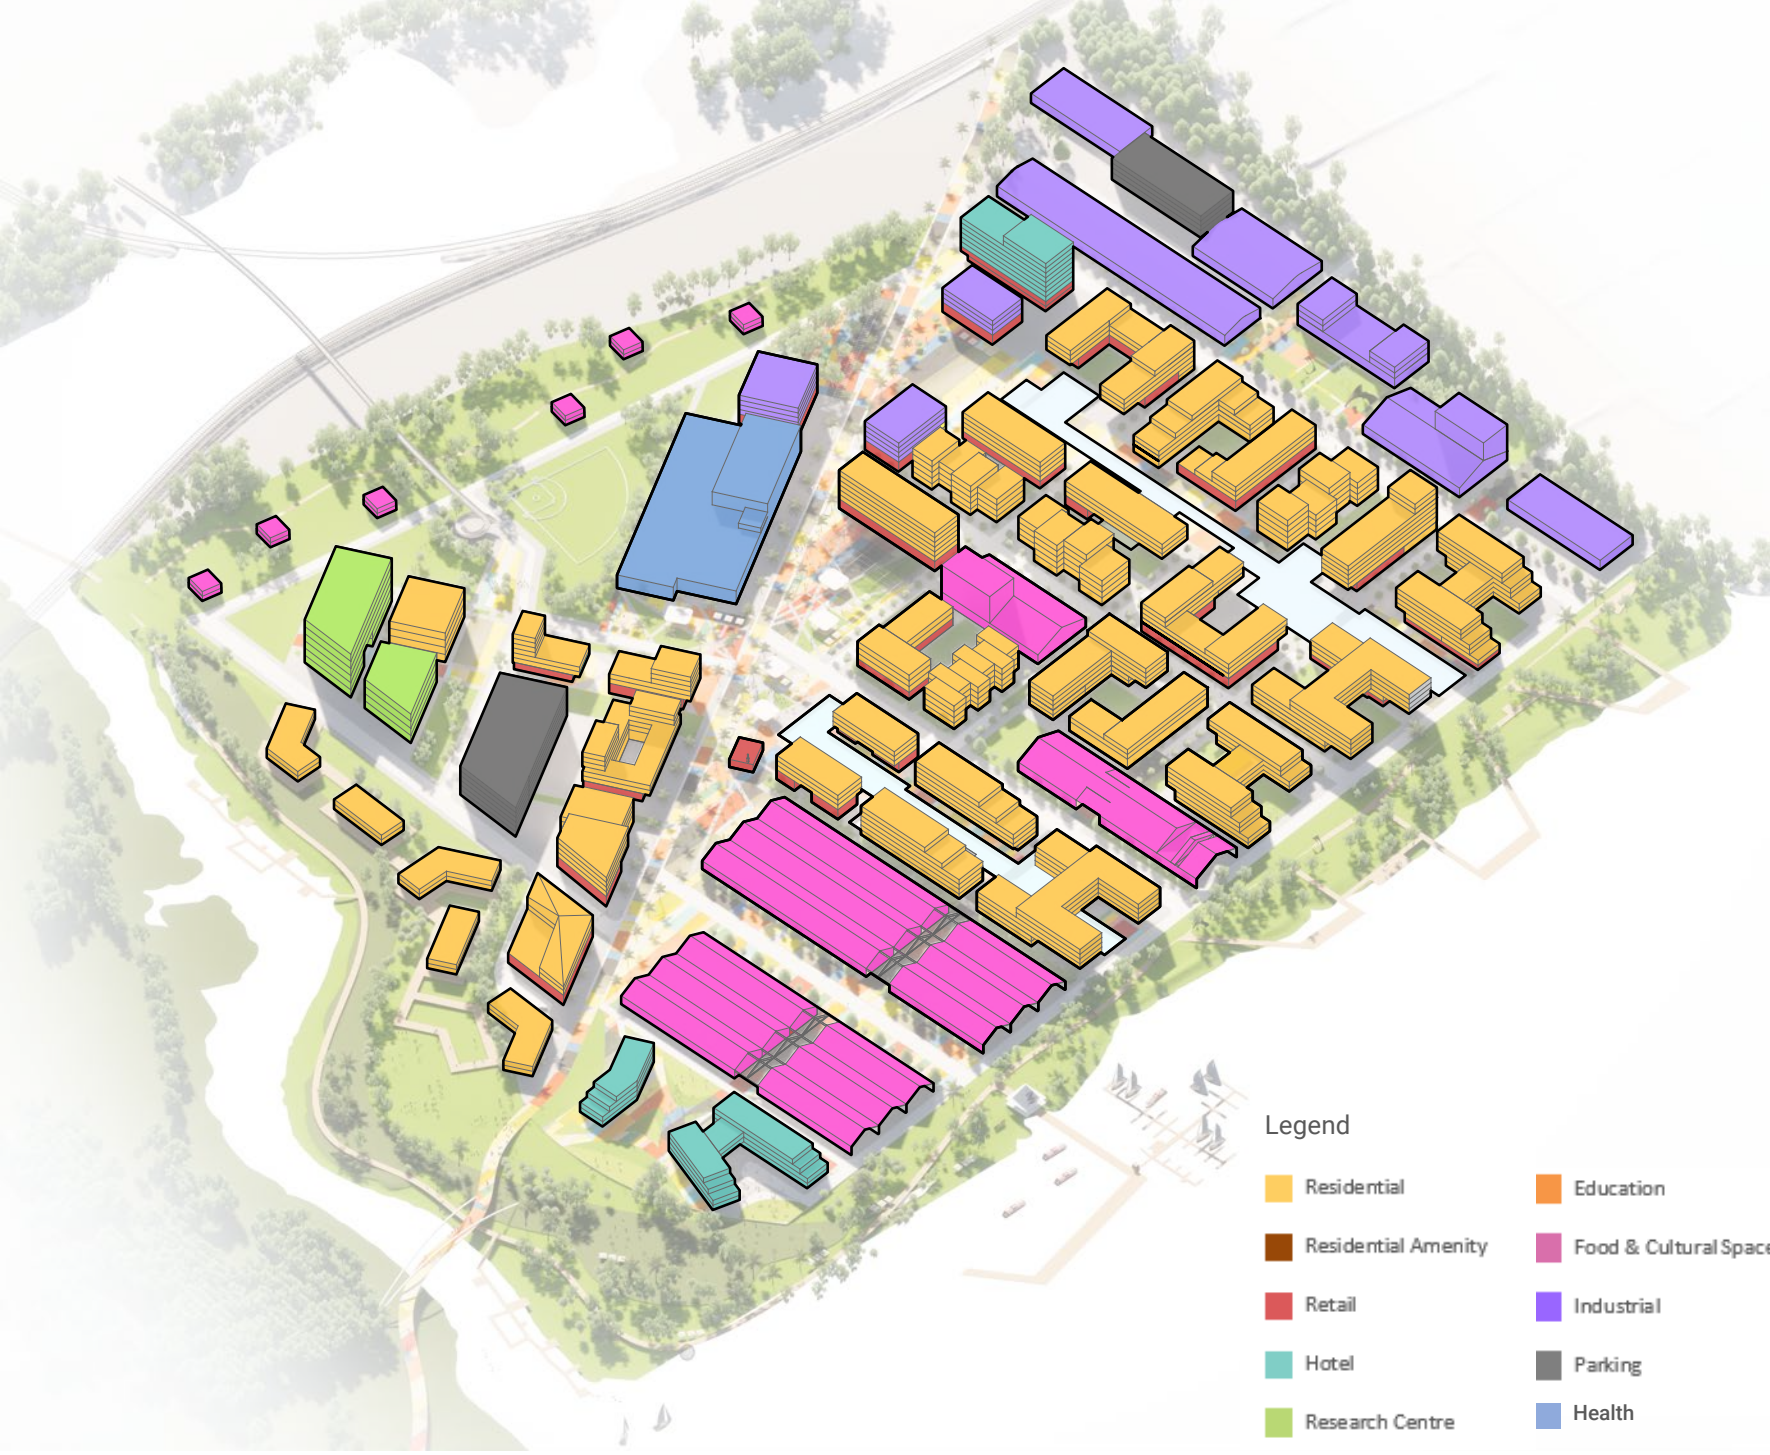 Legend
Residential
Education
Residential Amenity
Food & Cultural Space
Retail
Industrial
Hotel
Parking
Research Centre
Health